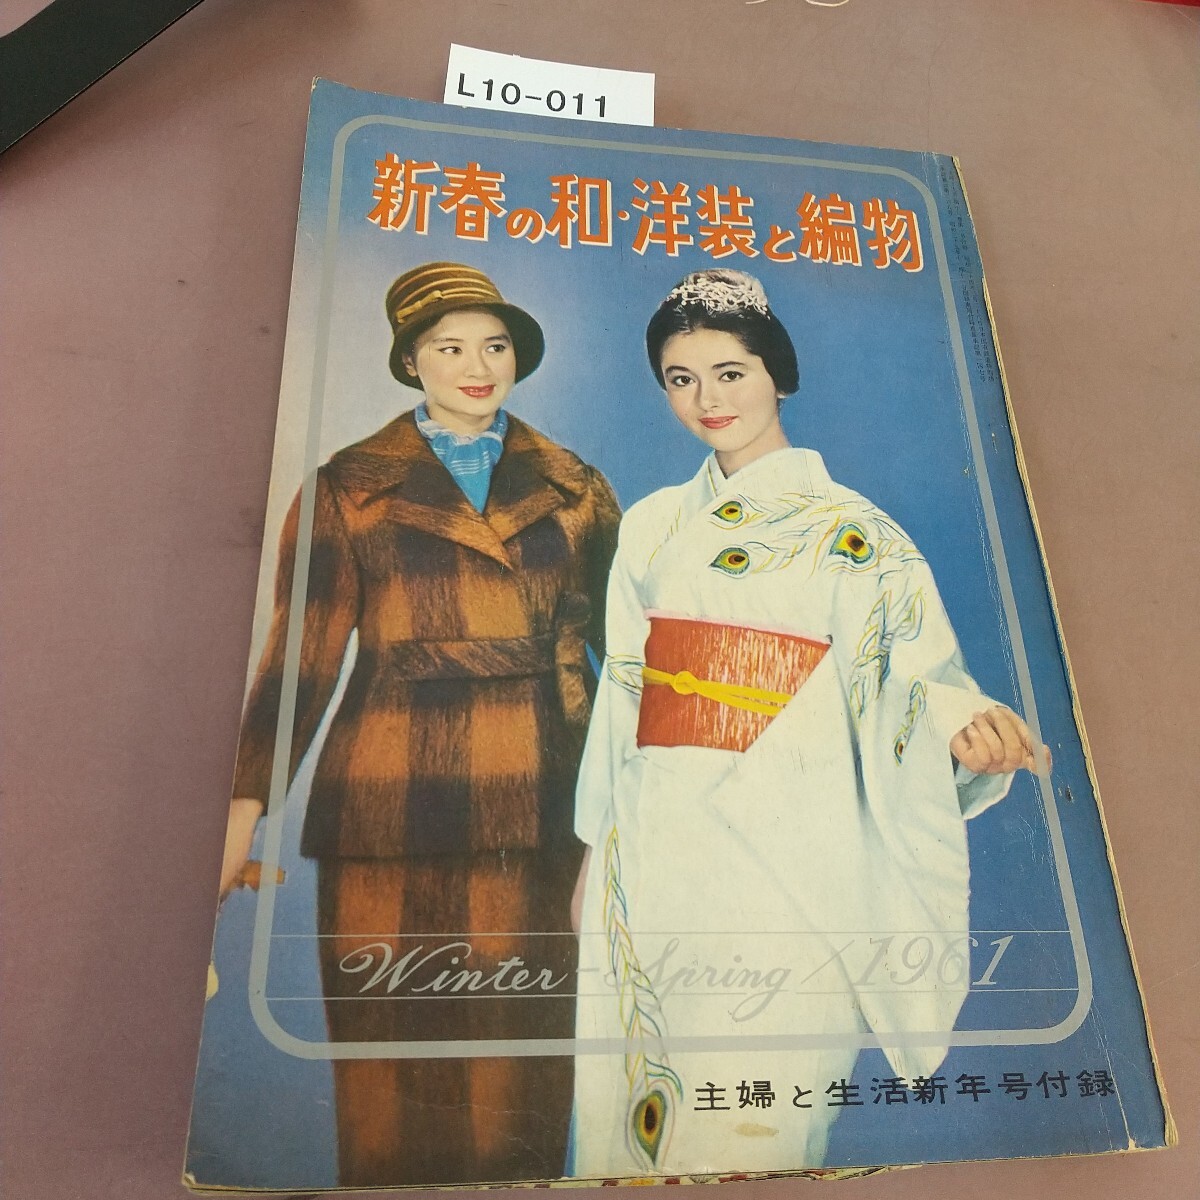 L10-011
新春の和・洋装と編物
Winter-Spring/1961
主婦と生活新年号付録